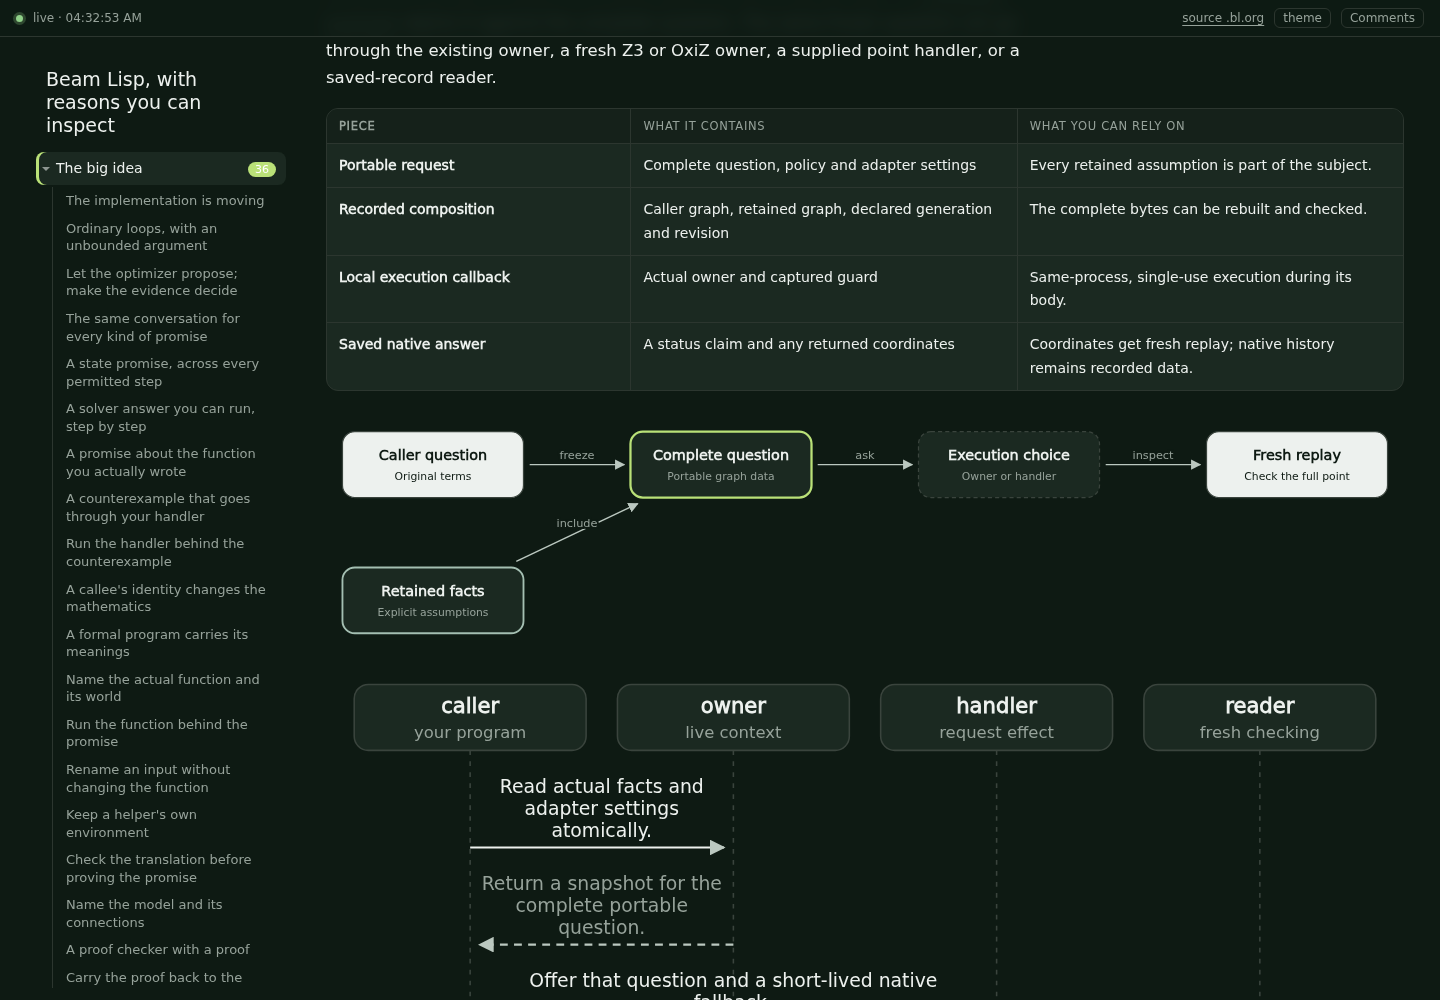 live · 04:32:53 AM
source .bl.org
theme
Comments
Beam Lisp, with
reasons you can
inspect
The big idea
36
The implementation is moving
Ordinary loops, with an
unbounded argument
Let the optimizer propose;
make the evidence decide
The same conversation for
every kind of promise
A state promise, across every
permitted step
A solver answer you can run,
step by step
A promise about the function
you actually wrote
A counterexample that goes
through your handler
Run the handler behind the
counterexample
A callee's identity changes the
mathematics
A formal program carries its
meanings
Name the actual function and
its world
Run the function behind the
promise
Rename an input without
changing the function
Keep a helper's own
environment
Check the translation before
proving the promise
Name the model and its
connections
A proof checker with a proof
Carry the proof back to the
through the existing owner, a fresh Z3 or OxiZ owner, a supplied point handler, or a
saved-record reader.
PIECE
WHAT IT CONTAINS
WHAT YOU CAN RELY ON
Portable request
Complete question, policy and adapter settings
Every retained assumption is part of the subject.
Recorded composition
Caller graph, retained graph, declared generation
and revision
The complete bytes can be rebuilt and checked.
Local execution callback
Actual owner and captured guard
Same-process, single-use execution during its
body.
Saved native answer
A status claim and any returned coordinates
Coordinates get fresh replay; native history
remains recorded data.
Caller question
Original terms
freeze
Complete question
Portable graph data
ask
Execution choice
Owner or handler
inspect
Fresh replay
Check the full point
include
Retained facts
Explicit assumptions
caller
your program
owner
live context
handler
request effect
reader
fresh checking
Read actual facts and
adapter settings
atomically.
Return a snapshot for the
complete portable
question.
Offer that question and a short-lived native
fallback.